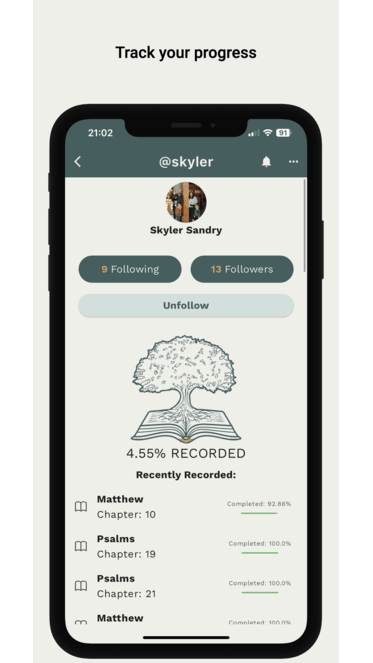 Track your progress
21:02
91
@skyler
Skyler Sandry
9 Following
13 Followers
Unfollow
4.55% RECORDED
Recently Recorded:
Matthew
Chapter: 10
Completed: 92.86%
Psalms
Chapter: 19
Completed: 100.0%
Psalms
Chapter: 21
Completed: 100.0%
Matthew
Completed: 100.0%